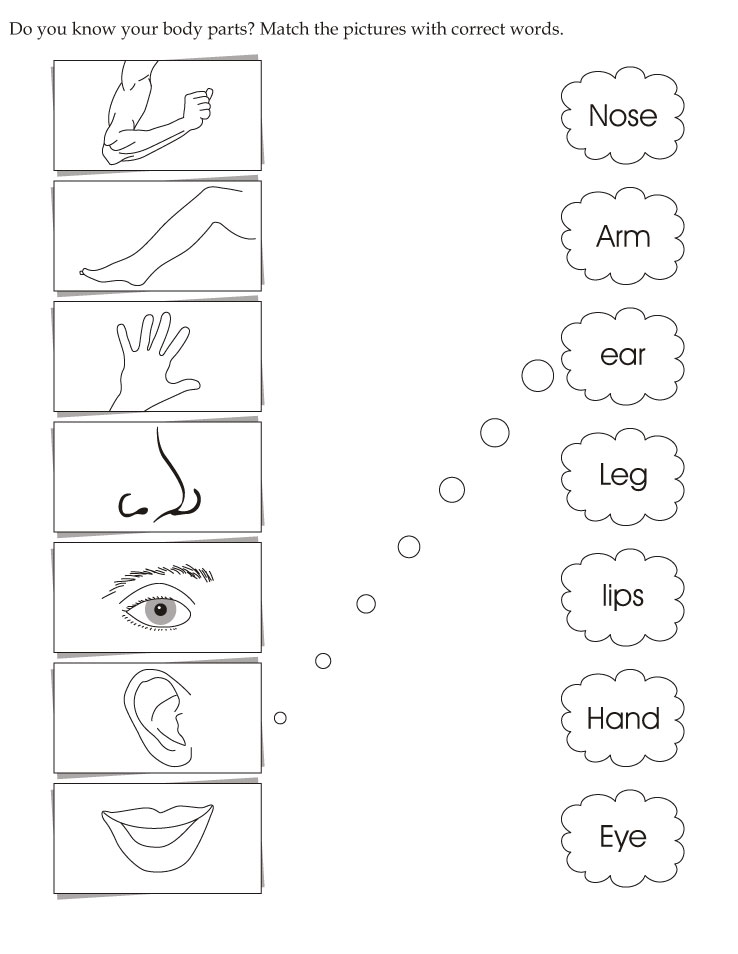 Do you know your body parts? Match the pictures with correct words.
Nose
Arm
ear
Leg
lips
Hand
Eye